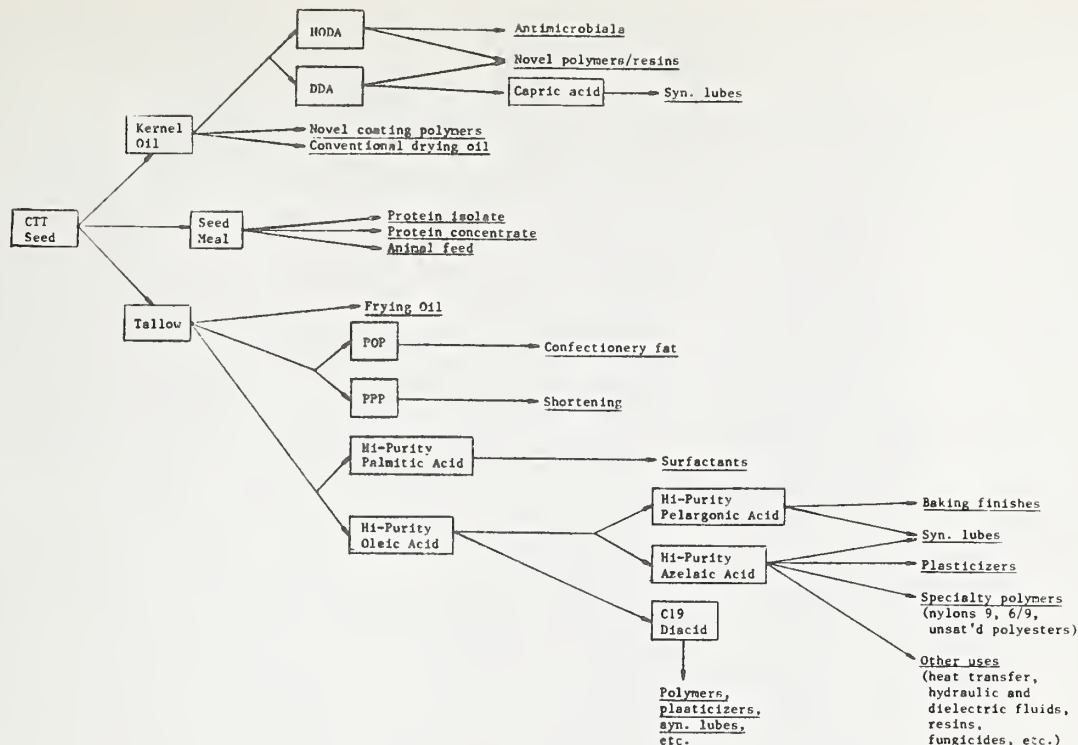 HODA
Antimicrobiala
Novel polymers/resins
DDA
Capric acid
Syn. lubes
Kernel
Oil
Novel coating polymers
Conventional drying oil
CTT
Seed
Seed
Meal
Protein isolate
Protein concentrate
Animal feed
Tallow
Frying Oil
POP
Confectionery fat
PPP
Shortening
Hi-Purity
Palmitic Acid
Surfactants
Hi-Purity
Oleic Acid
Hi-Purity
Pelargonic Acid
Baking finishes
Syn. lubes
Hi-Purity
Azelaic Acid
Plasticizers
Specialty polymers
(nylons 9, 6/9,
unsat'd polyesters)
C19
Diacid
Other uses
(heat transfer,
hydraulic and
dielectric fluids,
resins,
fungicides, etc.)
Polymers,
plaaticizers,
ayn. lubes,
etc.